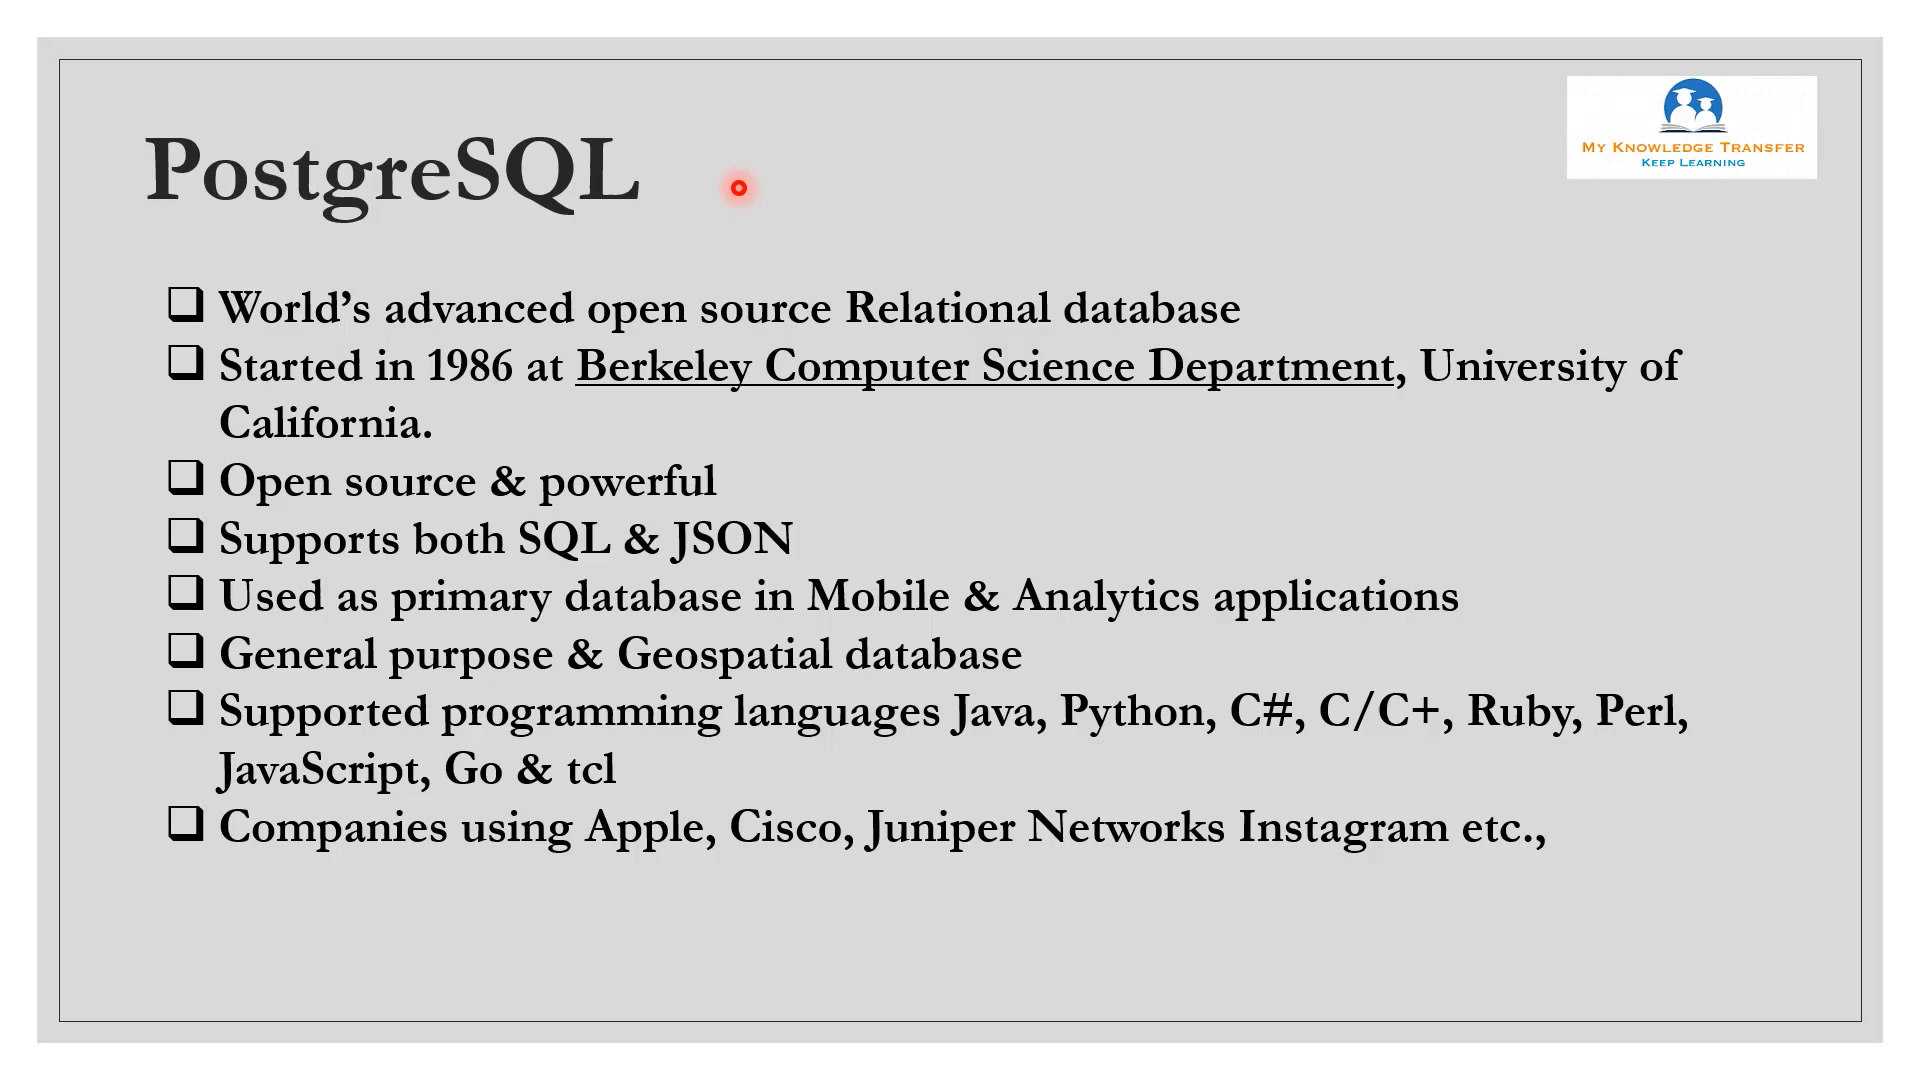 My Knowledge Transfer
Keep Learning
PostgreSQL
World’s advanced open source Relational database
Started in 1986 at Berkeley Computer Science Department, University of
California.
Open source & powerful
Supports both SQL & JSON
Used as primary database in Mobile & Analytics applications
General purpose & Geospatial database
Supported programming languages Java, Python, C#, C/C+, Ruby, Perl,
JavaScript, Go & tcl
Companies using Apple, Cisco, Juniper Networks Instagram etc.,